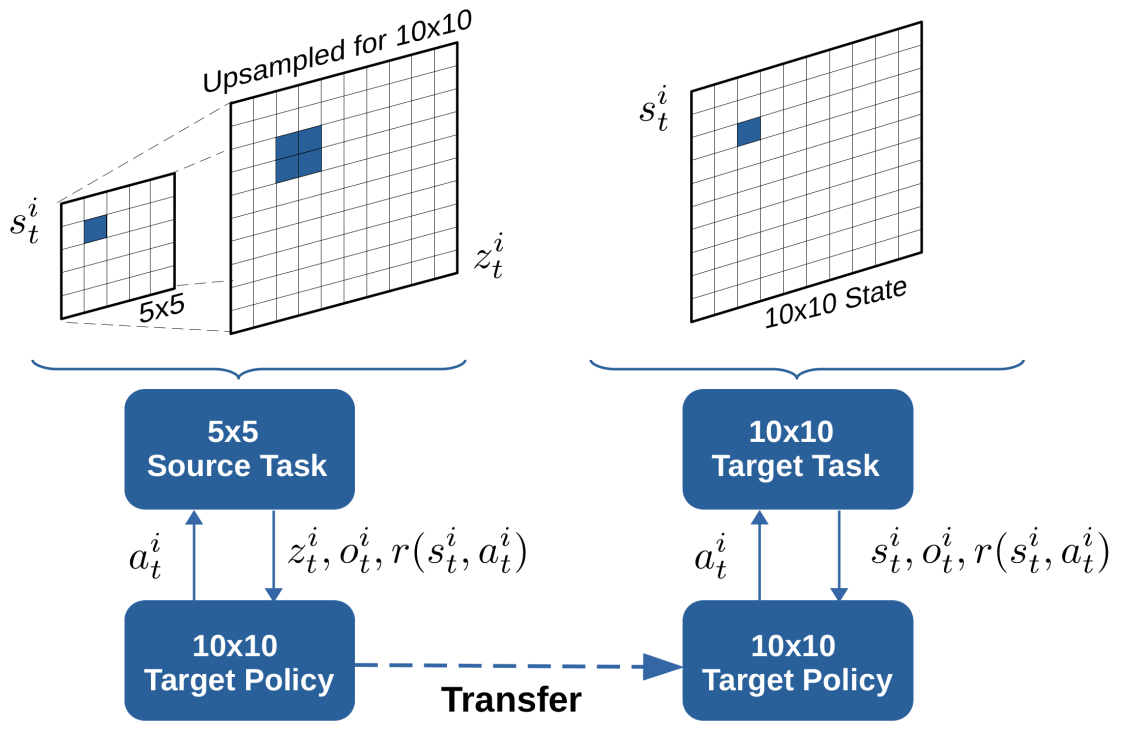 Upsampled for 10x10
$s_t^i$
5x5
$z_t^i$
$s_t^i$
10x10 State
5x5
Source Task
10x10
Target Task
$a_t^i$
$z_t^i, o_t^i, r(s_t^i, a_t^i)$
$a_t^i$
$s_t^i, o_t^i, r(s_t^i, a_t^i)$
10x10
Target Policy
Transfer
10x10
Target Policy